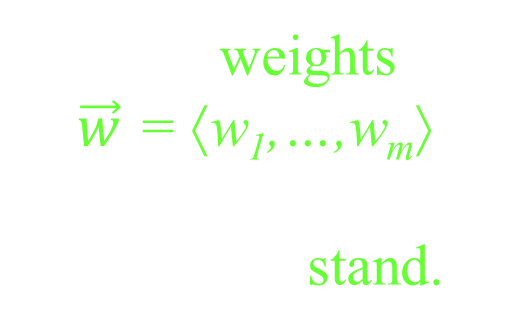 weights
w⃗ = ⟨w₁,...,wₘ⟩
stand.